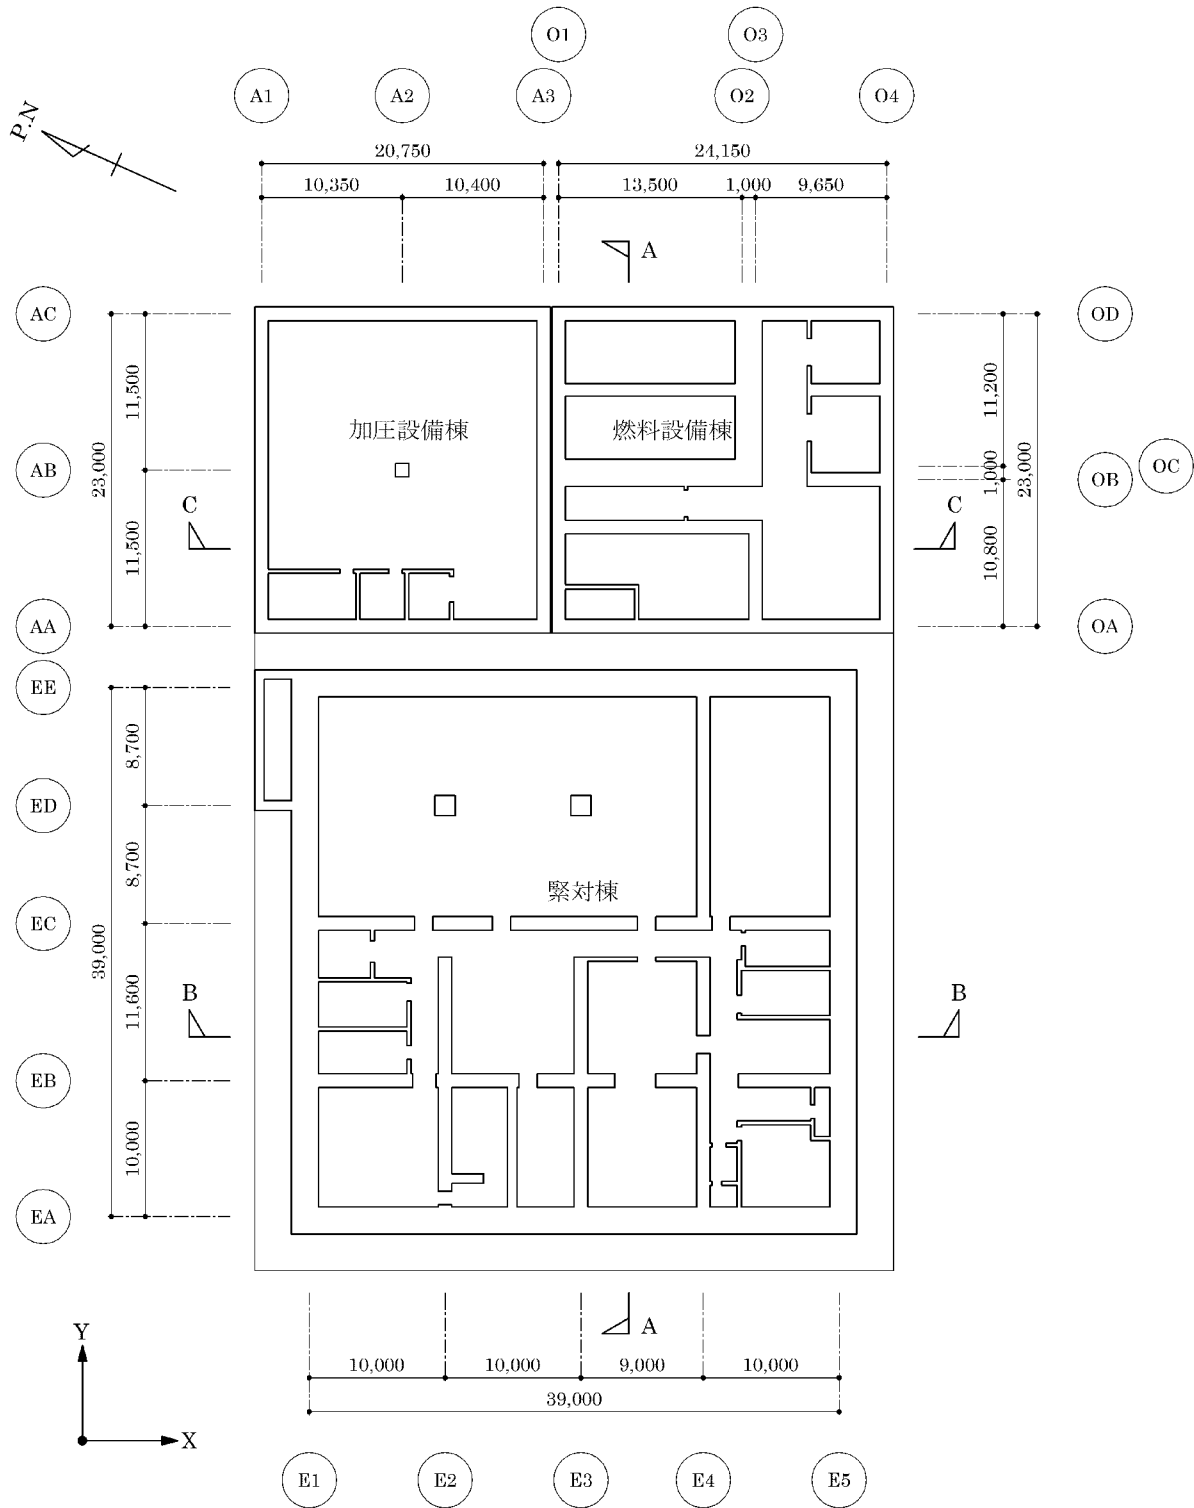 O1 O3
A1 A2 A3 O2 O4
P.N
20,750 24,150
10,350 10,400 13,500 1,000 9,650
A
AC OD
11,500 11,200
加圧設備棟 燃料設備棟
AB OC
23,000 1,000 23,000
OB
C C
11,500 10,800
AA OA
EE
8,700
ED
8,700
緊対棟
EC
39,000
B B
11,600
EB
10,000
EA
A
Y
10,000 10,000 9,000 10,000
39,000
X
E1 E2 E3 E4 E5